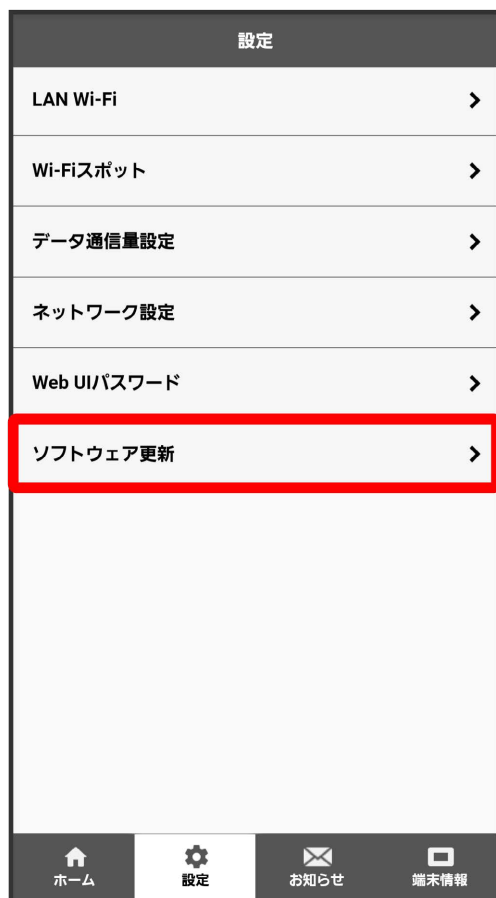 設定
LAN Wi-Fi
Wi-Fiスポット
データ通信量設定
ネットワーク設定
Web UIパスワード
ソフトウェア更新
ホーム
設定
お知らせ
端末情報